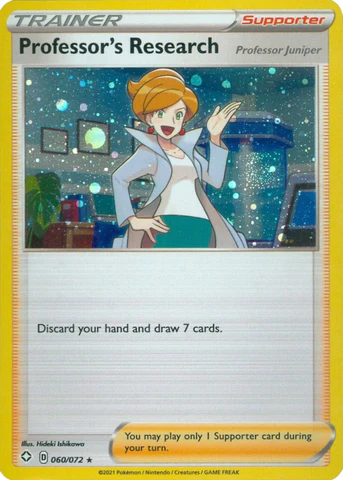 TRAINER Supporter
Professor's Research Professor Juniper
Discard your hand and draw 7 cards.
Illus. Hideki Ishikawa
D 060/072 ★
You may play only 1 Supporter card during
your turn.
©2021 Pokémon / Nintendo / Creatures / GAME FREAK